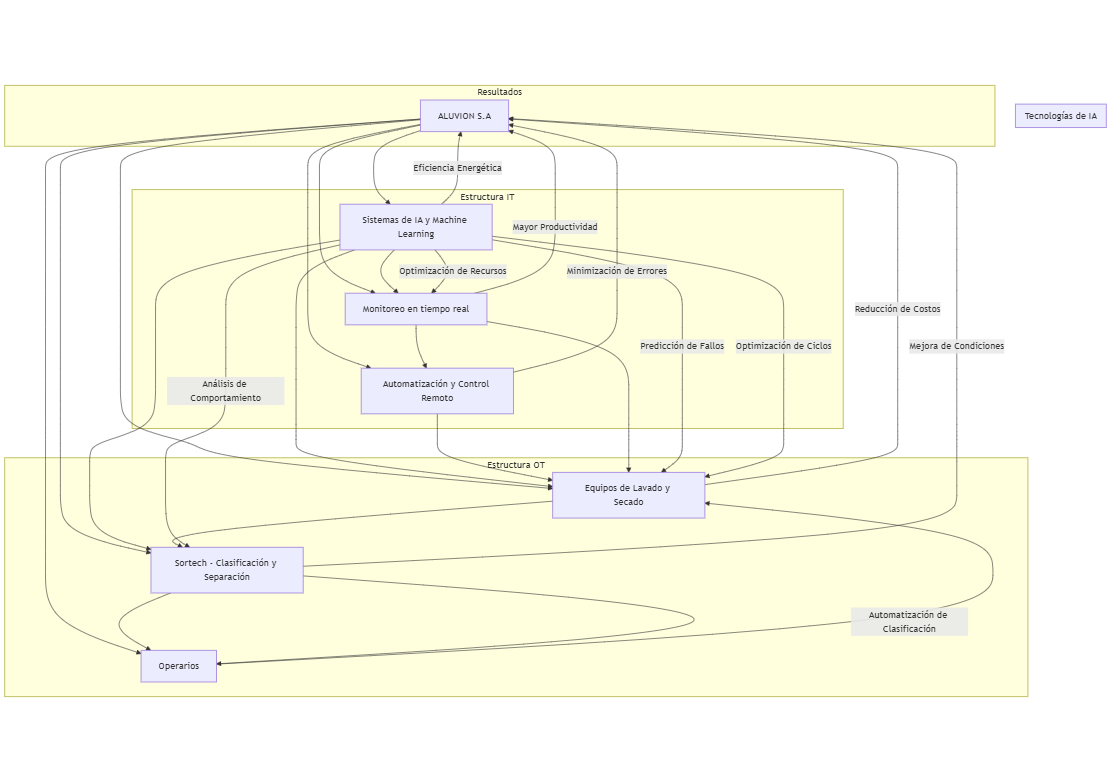 Resultados
ALUVION S.A
Tecnologías de IA
Eficiencia Energética
Estructura IT
Sistemas de IA y Machine
Learning
Mayor Productividad
Optimización de Recursos
Minimización de Errores
Monitoreo en tiempo real
Reducción de Costos
Predicción de Fallos
Optimización de Ciclos
Mejora de Condiciones
Análisis de
Comportamiento
Automatización y Control
Remoto
Estructura OT
Equipos de Lavado y
Secado
Sortech - Clasificación y
Separación
Automatización de
Clasificación
Operarios